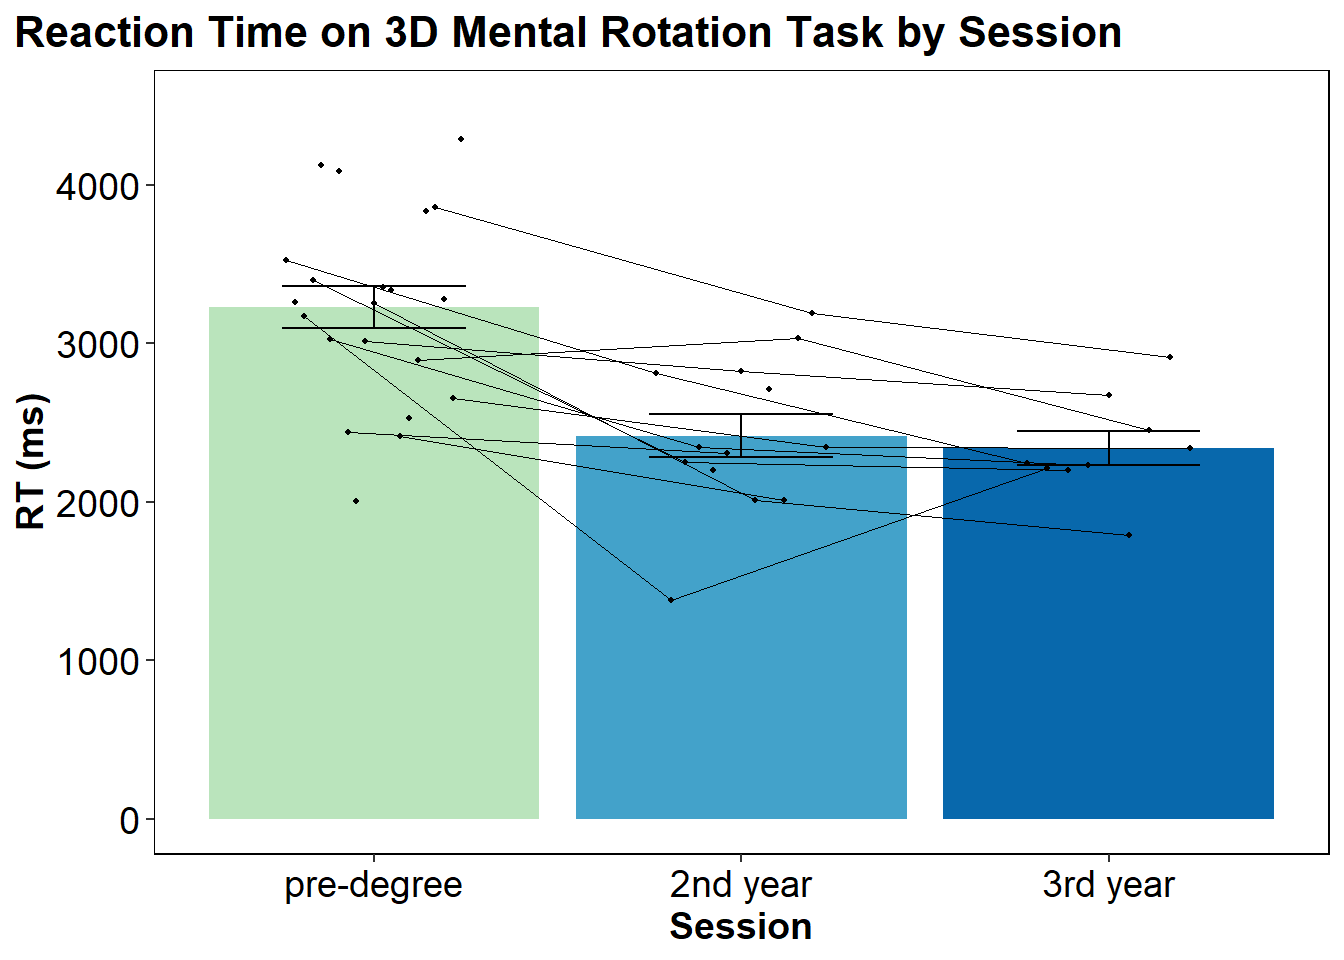 Reaction Time on 3D Mental Rotation Task by Session
RT (ms)
4000
3000
2000
1000
0
pre-degree 2nd year 3rd year
Session